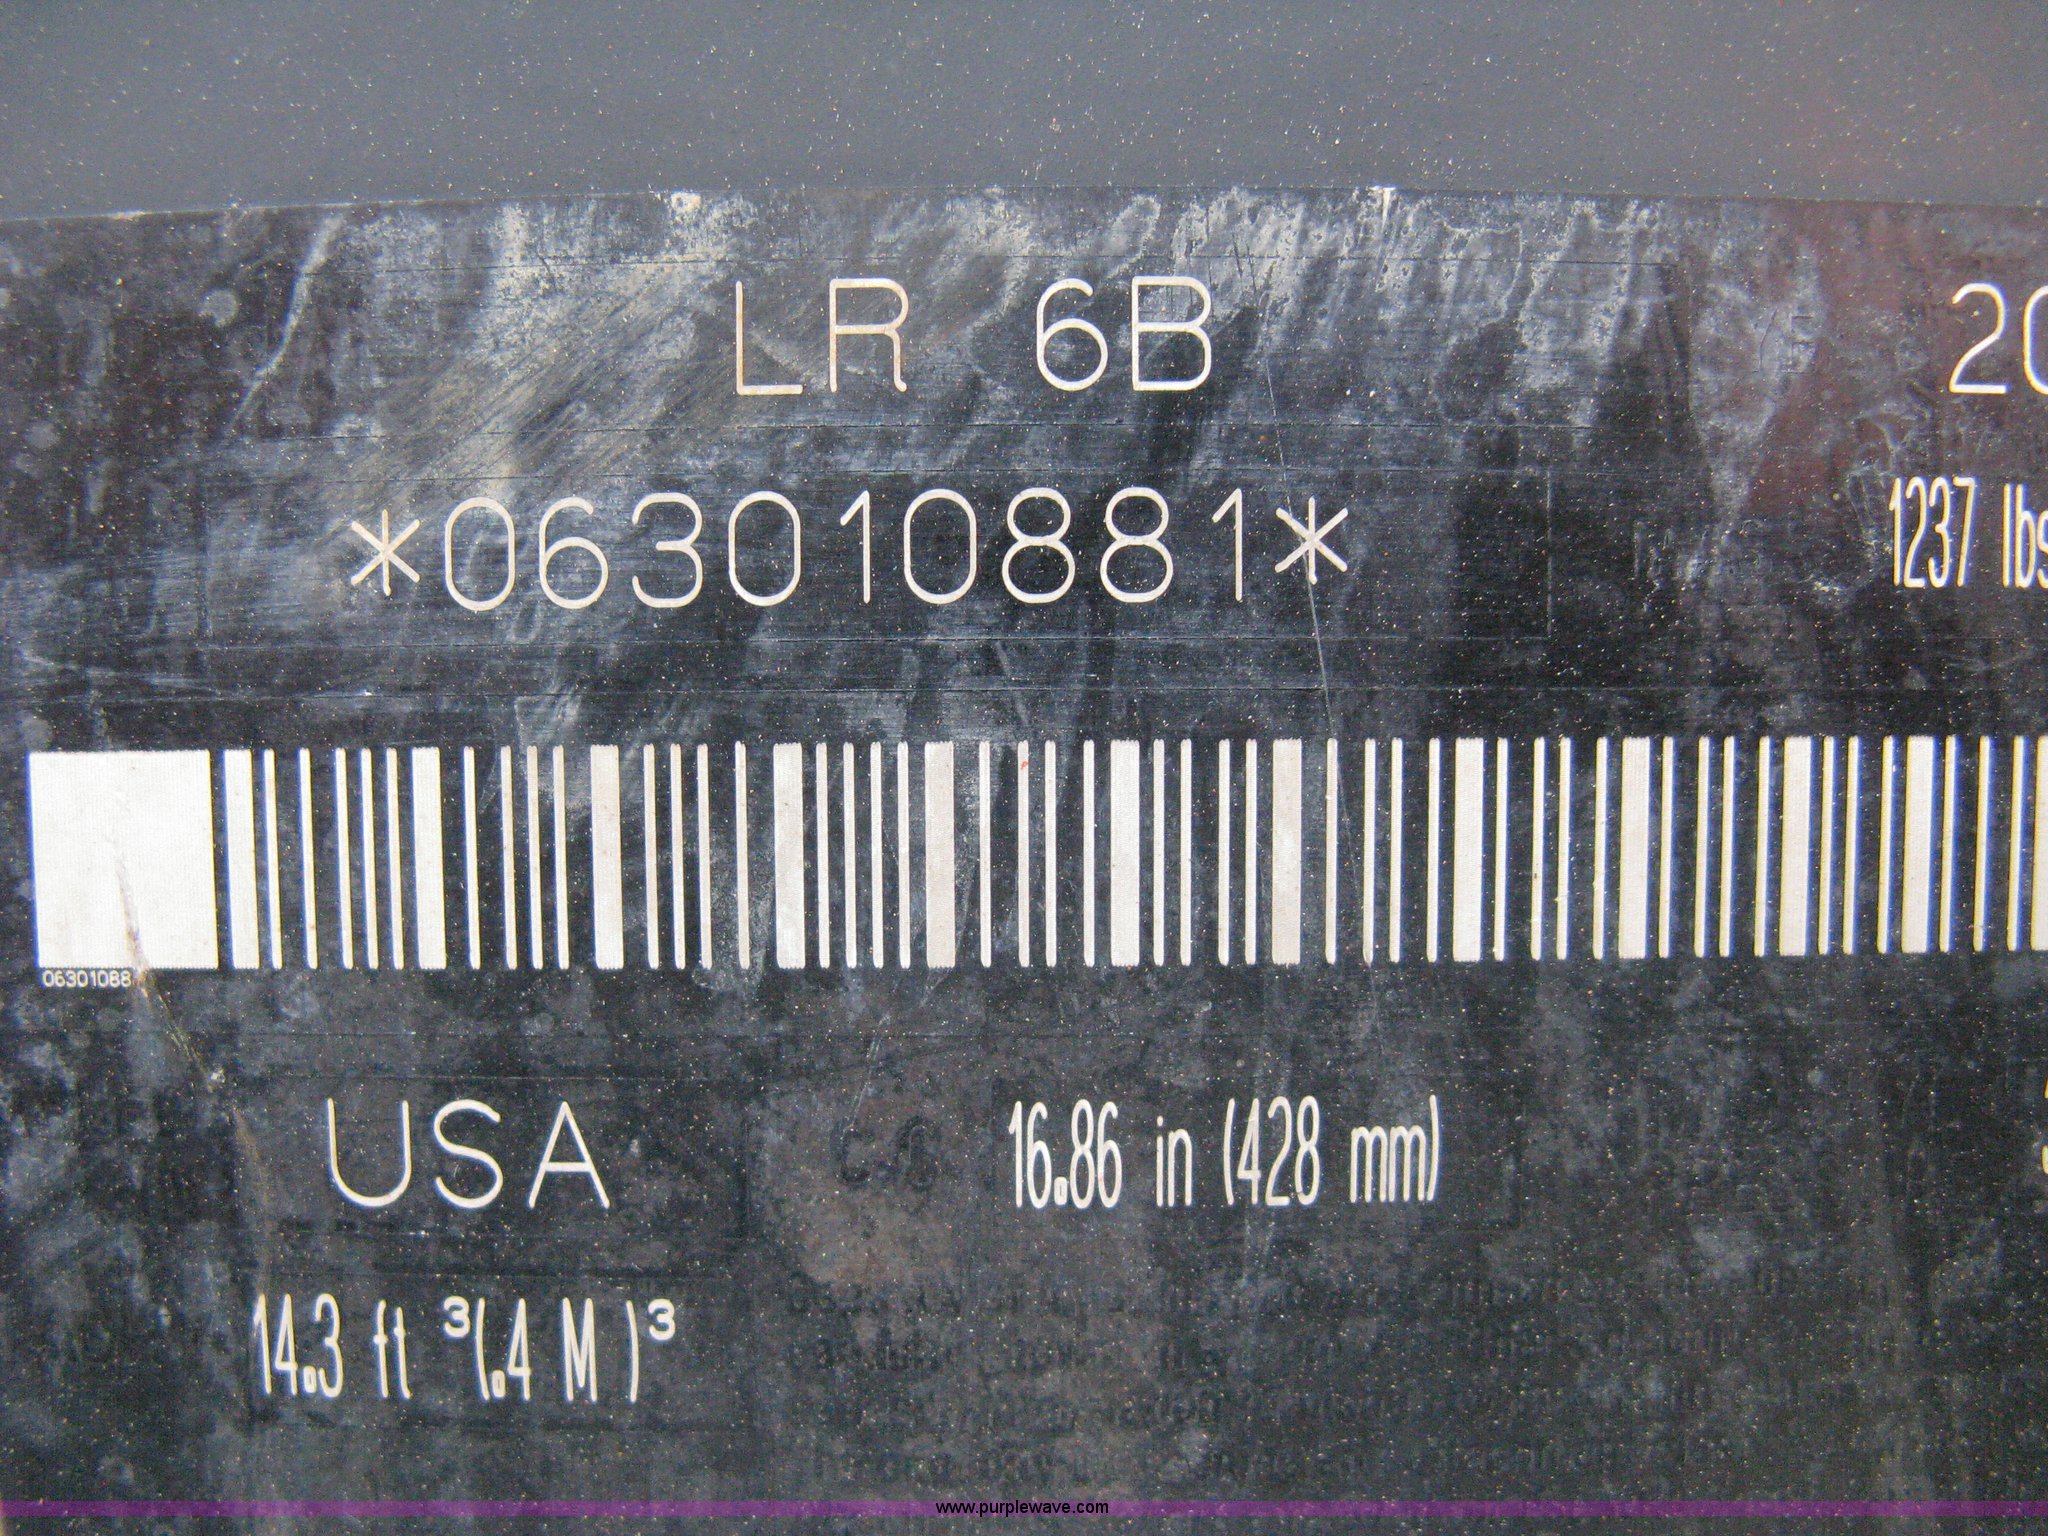 LR 6B
20
*063010881*
1237 lbs
06301088
USA
16.86 in (428 mm)
14.3 ft ³(.4 M )³
www.purplewave.com